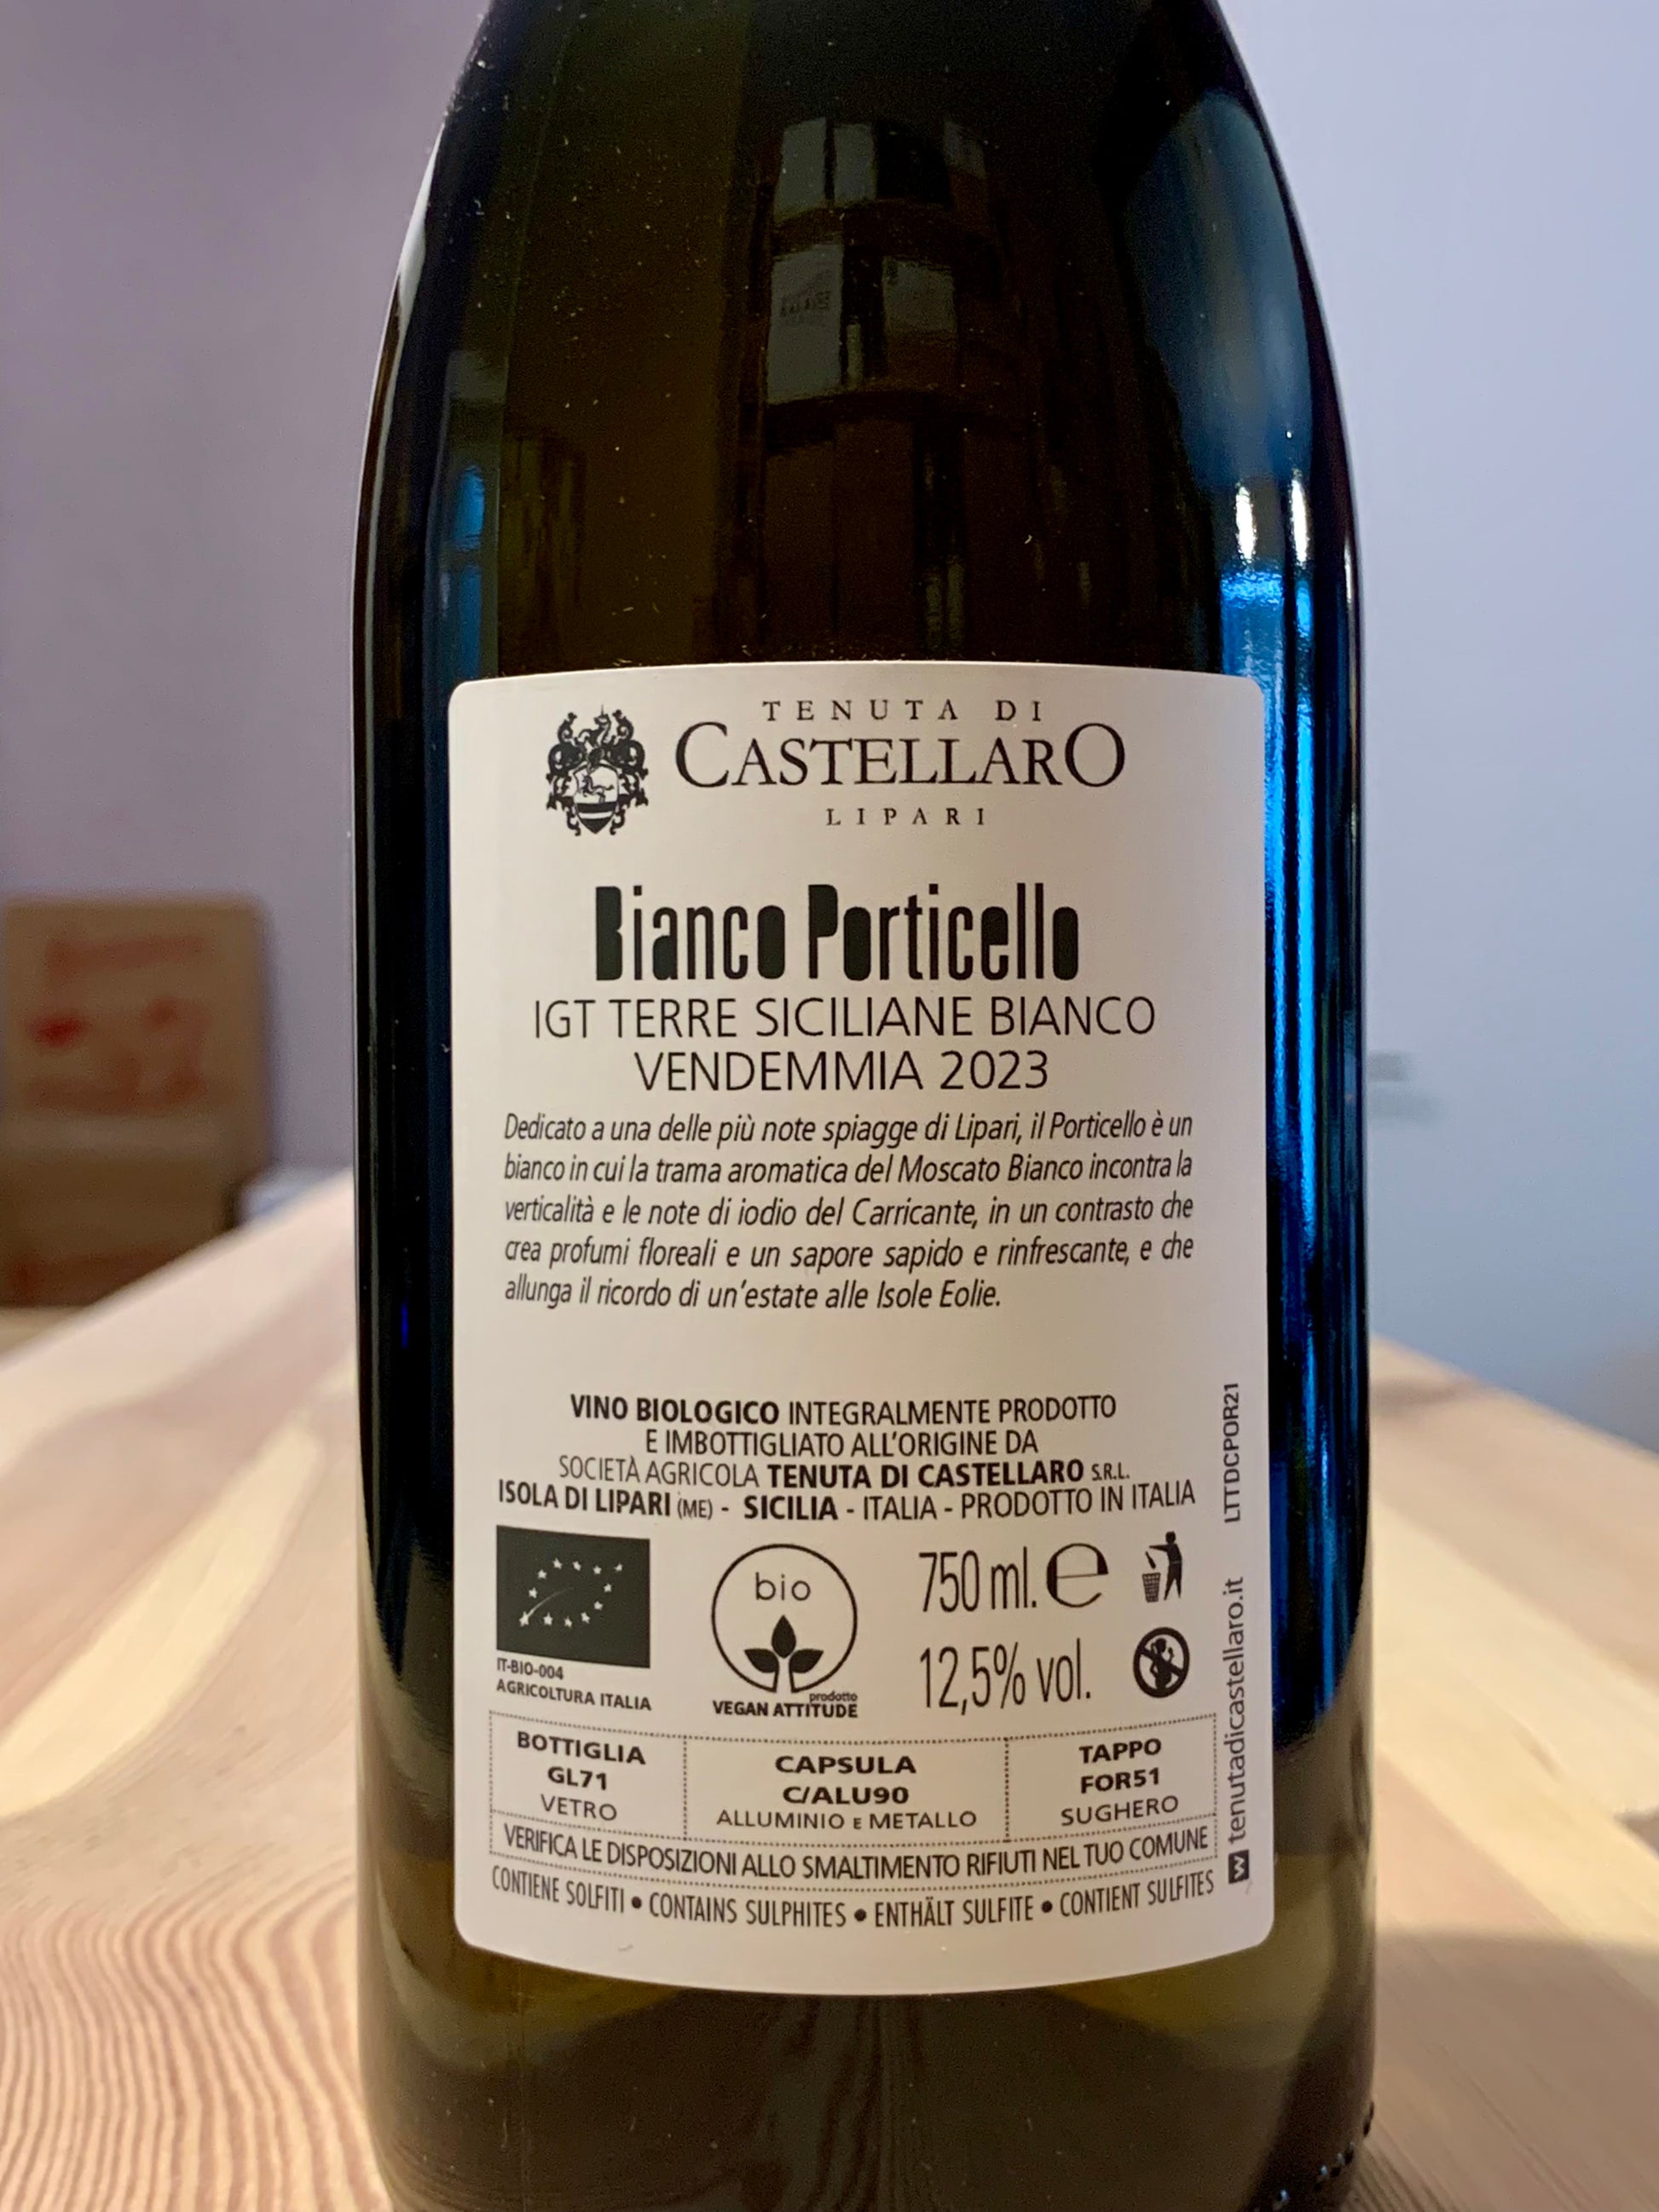 TENUTA DI
CASTELLARO
LIPARI
Bianco Porticello
IGT TERRE SICILIANE BIANCO
VENDEMMIA 2023
Dedicato a una delle più note spiagge di Lipari, il Porticello è un
bianco in cui la trama aromatica del Moscato Bianco incontra la
verticalità e le note di iodio del Carricante, in un contrasto che
crea profumi floreali e un sapore sapido e rinfrescante, e che
allunga il ricordo di un'estate alle Isole Eolie.
VINO BIOLOGICO INTEGRALMENTE PRODOTTO
E IMBOTTIGLIATO ALL'ORIGINE DA
SOCIETÀ AGRICOLA TENUTA DI CASTELLARO S.R.L.
ISOLA DI LIPARI (ME) - SICILIA - ITALIA - PRODOTTO IN ITALIA
IT-BIO-004
AGRICOLTURA ITALIA
bio
prodotto
VEGAN ATTITUDE
750 ml. e
12,5% vol.
BOTTIGLIA
GL71
VETRO
CAPSULA
C/ALU90
ALLUMINIO E METALLO
TAPPO
FOR51
SUGHERO
VERIFICA LE DISPOSIZIONI ALLO SMALTIMENTO RIFIUTI NEL TUO COMUNE
CONTIENE SOLFITI • CONTAINS SULPHITES • ENTHÄLT SULFITE • CONTIENT SULFITES
W tenutadicastellaro.it
LTTDCPOR21